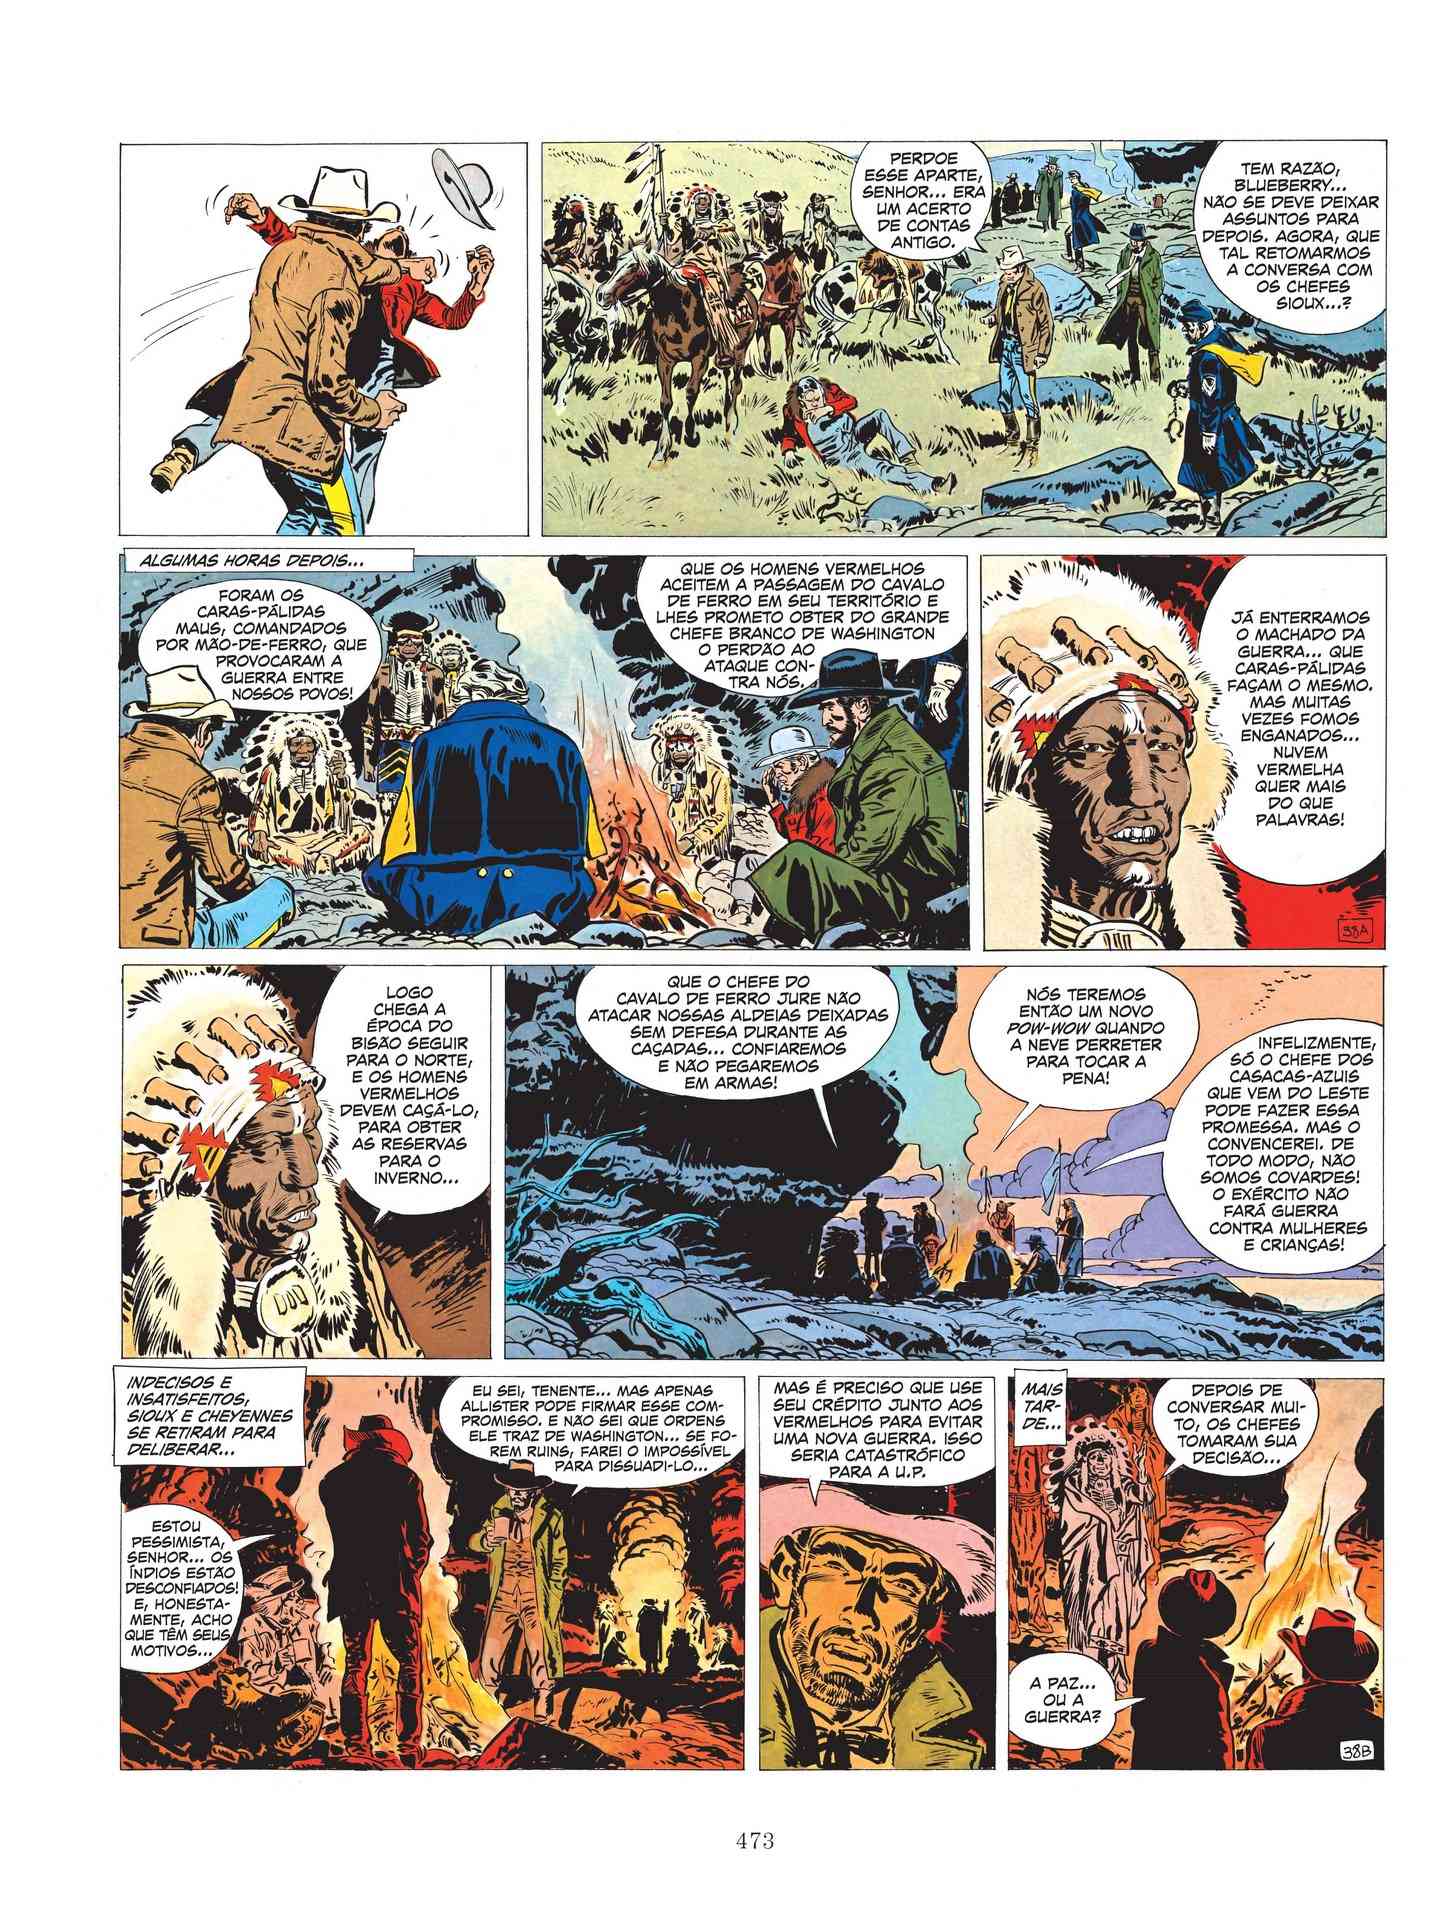 PERDOE
ESSE APARTE,
SENHOR... ERA
UM ACERTO
DE CONTAS
ANTIGO.
TEM RAZÃO,
BLUEBERRY...
NÃO SE DEVE DEIXAR
ASSUNTOS PARA
DEPOIS. AGORA, QUE
TAL RETOMARMOS
A CONVERSA COM
OS CHEFES
SIOUX...?
ALGUMAS HORAS DEPOIS...
FORAM OS
CARAS-PÁLIDAS
MAUS, COMANDADOS
POR MÃO-DE-FERRO, QUE
PROVOCARAM A
GUERRA ENTRE
NOSSOS POVOS!
QUE OS HOMENS VERMELHOS
ACEITEM A PASSAGEM DO CAVALO
DE FERRO EM SEU TERRITÓRIO E
LHES PROMETO OBTER DO GRANDE
CHEFE BRANCO DE WASHINGTON
O PERDÃO AO
ATAQUE CON-
TRA NÓS.
JÁ ENTERRAMOS
O MACHADO DA
GUERRA... QUE
CARAS-PÁLIDAS
FAÇAM O MESMO.
MAS MUITAS
VEZES FOMOS
ENGANADOS...
NUVEM
VERMELHA
QUER MAIS
DO QUE
PALAVRAS!
38A
LOGO
CHEGA A
ÉPOCA DO
BISÃO SEGUIR
PARA O NORTE,
E OS HOMENS
VERMELHOS
DEVEM CAÇÁ-LO,
PARA OBTER
AS RESERVAS
PARA O
INVERNO...
QUE O CHEFE DO
CAVALO DE FERRO JURE NÃO
ATACAR NOSSAS ALDEIAS DEIXADAS
SEM DEFESA DURANTE AS
CAÇADAS... CONFIAREMOS
E NÃO PEGAREMOS
EM ARMAS!
NÓS TEREMOS
ENTÃO UM NOVO
POW-WOW QUANDO
A NEVE DERRETER
PARA TOCAR A
PENA!
INFELIZMENTE,
SÓ O CHEFE DOS
CASACAS-AZUIS
QUE VEM DO LESTE
PODE FAZER ESSA
PROMESSA. MAS O
CONVENCEREI. DE
TODO MODO, NÃO
SOMOS COVARDES!
O EXÉRCITO NÃO
FARÁ GUERRA
CONTRA MULHERES
E CRIANÇAS!
INDECISOS E
INSATISFEITOS,
SIOUX E CHEYENNES
SE RETIRAM PARA
DELIBERAR...
ESTOU
PESSIMISTA,
SENHOR... OS
ÍNDIOS ESTÃO
DESCONFIADOS!
E, HONESTA-
MENTE, ACHO
QUE TÊM SEUS
MOTIVOS...
EU SEI, TENENTE... MAS APENAS
ALLISTER PODE FIRMAR ESSE COM-
PROMISSO. E NÃO SEI QUE ORDENS
ELE TRAZ DE WASHINGTON... SE FO-
REM RUINS, FAREI O IMPOSSÍVEL
PARA DISSUADI-LO...
MAS É PRECISO QUE USE
SEU CRÉDITO JUNTO AOS
VERMELHOS PARA EVITAR
UMA NOVA GUERRA. ISSO
SERIA CATASTRÓFICO
PARA A U.P.
MAIS
TAR-
DE...
DEPOIS DE
CONVERSAR MUI-
TO, OS CHEFES
TOMARAM SUA
DECISÃO...
A PAZ...
OU A
GUERRA?
38B
473